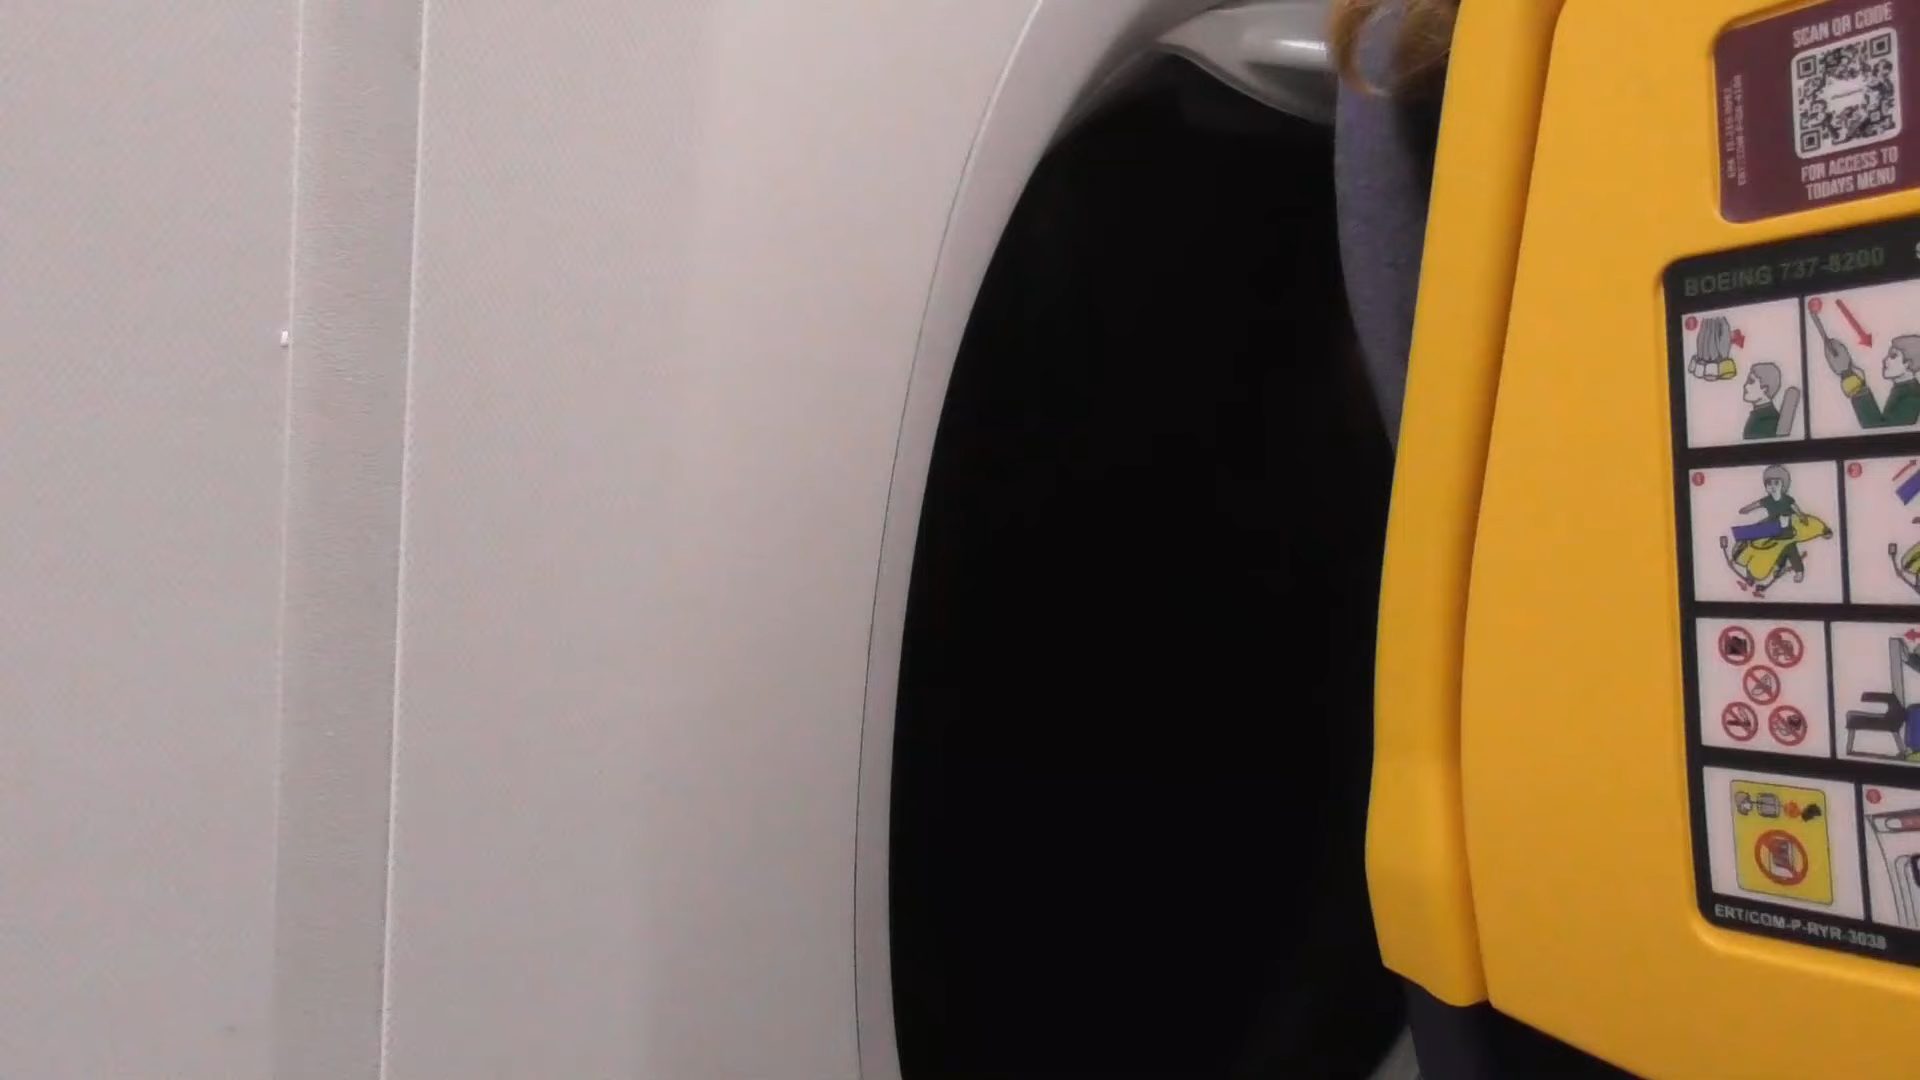 SCAN QR CODE
FOR ACCESS TO
TODAYS MENU
BOEING 737-8200
ERT/COM-P-RYR-3038